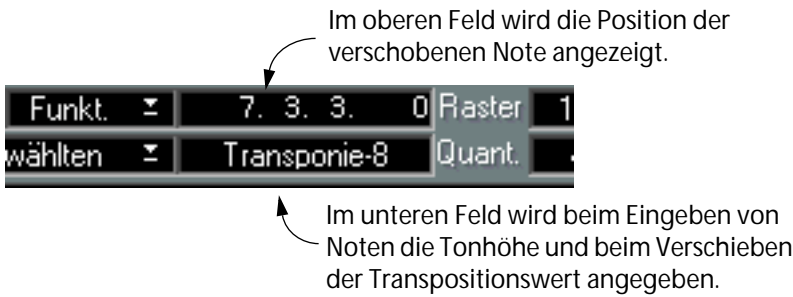 Im oberen Feld wird die Position der
verschobenen Note angezeigt.
Funkt. 7. 3. 3. 0 Raster 1
wählten Transponie-8 Quant.
Im unteren Feld wird beim Eingeben von
Noten die Tonhöhe und beim Verschieben
der Transpositionswert angegeben.